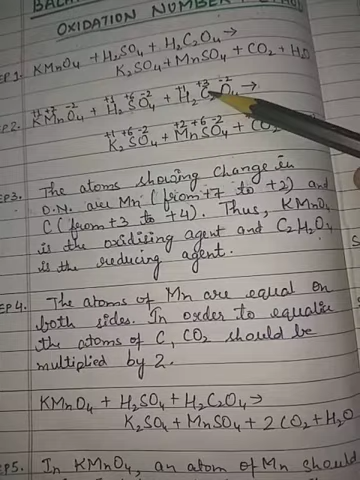 OXIDATION NUMBER
EP1. KMnO4 + H2SO4 + H2C2O4 →
K2SO4 + MnSO4 + CO2 + H2O
+1 +7 -2 +1 +6 -2 +1 +3 -2
EP2. KMnO4 + H2SO4 + H2C2O4 →
+1 +6 -2 +2 +6 -2
K2SO4 + MnSO4 + CO2
EP3. The atoms showing change in
O.N. are Mn (from +7 to +2) and
C (from +3 to +4). Thus, KMnO4
is the oxidising agent and C2H2O4
is the reducing agent.
EP4. The atoms of Mn are equal on
both sides. In order to equalise
the atoms of C, CO2 should be
multiplied by 2.
KMnO4 + H2SO4 + H2C2O4 →
K2SO4 + MnSO4 + 2CO2 + H2O
EP5. In KMnO4, an atom of Mn should